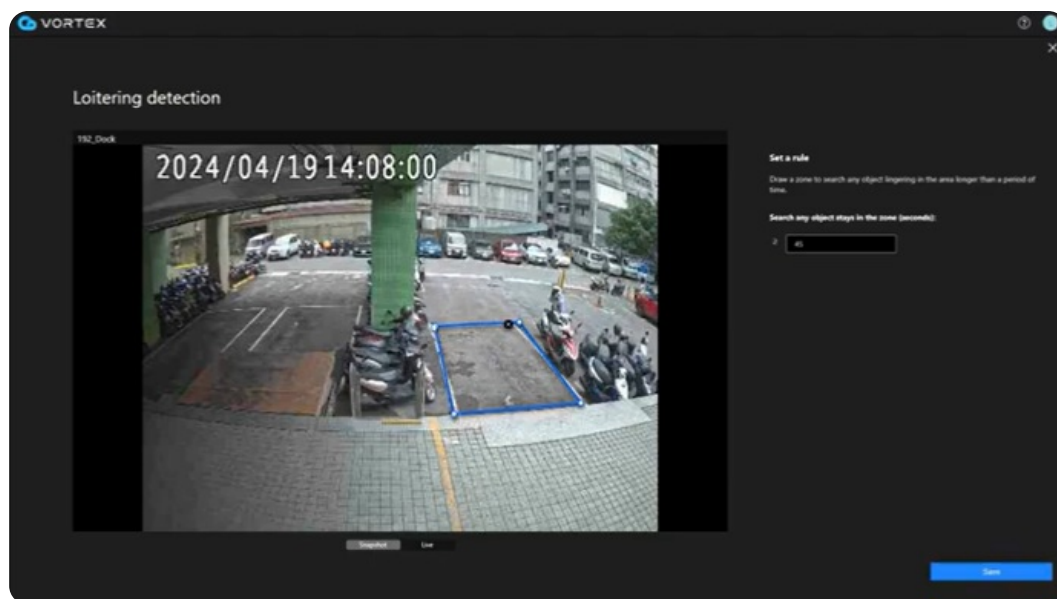 VORTEX
Loitering detection
192_Dock
2024/04/19 14:08:00
Set a rule
Draw a zone to search any object lingering in the area longer than a period of
time.
Search any object stays in the zone (seconds):
≥ 45
Snapshot Live
Save